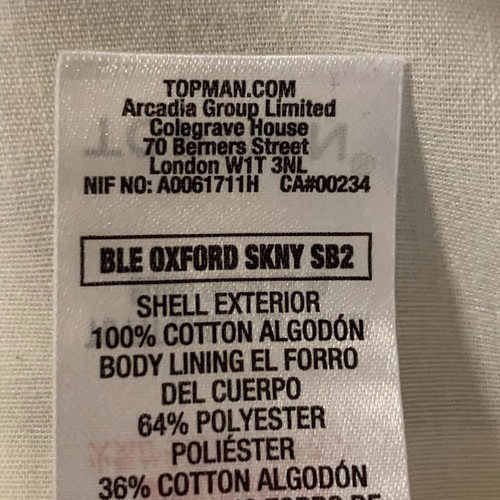 TOPMAN.COM
Arcadia Group Limited
Colegrave House
70 Berners Street
London W1T 3NL
NIF NO: A0061711H CA#00234
BLE OXFORD SKNY SB2
SHELL EXTERIOR
100% COTTON ALGODÓN
BODY LINING EL FORRO
DEL CUERPO
64% POLYESTER
POLIÉSTER
36% COTTON ALGODÓN